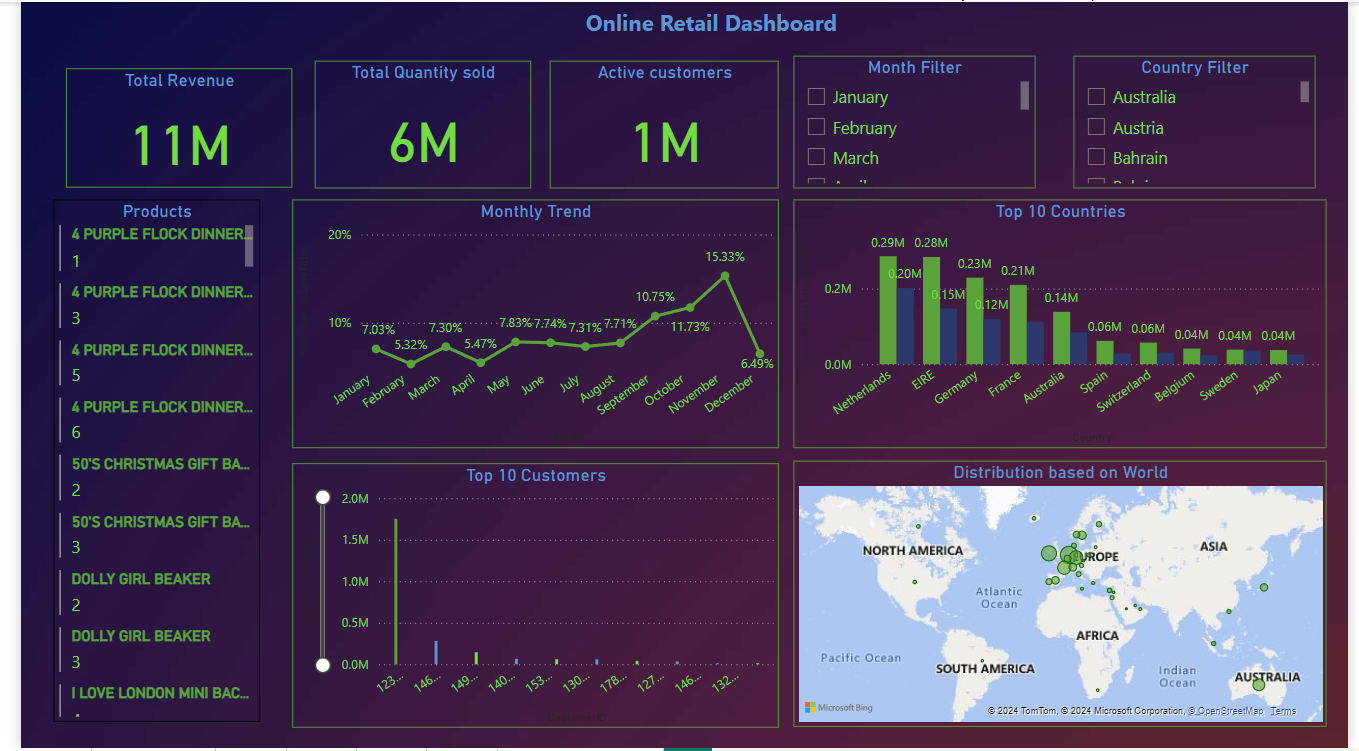 Online Retail Dashboard
Total Revenue
11M
Total Quantity sold
6M
Active customers
1M
Month Filter
January
February
March
Country Filter
Australia
Austria
Bahrain
Products
4 PURPLE FLOCK DINNER...
1
4 PURPLE FLOCK DINNER...
3
4 PURPLE FLOCK DINNER...
5
4 PURPLE FLOCK DINNER...
6
50'S CHRISTMAS GIFT BA...
2
50'S CHRISTMAS GIFT BA...
3
DOLLY GIRL BEAKER
2
DOLLY GIRL BEAKER
3
I LOVE LONDON MINI BAC...
Monthly Trend
20%
10%
7.03%
5.32%
7.30%
5.47%
7.83%
7.74%
7.31%
7.71%
10.75%
11.73%
15.33%
6.49%
January
February
March
April
May
June
July
August
September
October
November
December
Top 10 Countries
0.2M
0.0M
0.29M
0.20M
0.28M
0.15M
0.23M
0.12M
0.21M
0.14M
0.06M
0.06M
0.04M
0.04M
0.04M
Netherlands
EIRE
Germany
France
Australia
Spain
Switzerland
Belgium
Sweden
Japan
Country
Top 10 Customers
2.0M
1.5M
1.0M
0.5M
0.0M
123...
146...
149...
140...
153...
130...
178...
127...
146...
132...
Distribution based on World
NORTH AMERICA
EUROPE
ASIA
Atlantic
Ocean
AFRICA
Pacific Ocean
SOUTH AMERICA
Indian
Ocean
AUSTRALIA
Microsoft Bing
© 2024 TomTom, © 2024 Microsoft Corporation, © OpenStreetMap Terms